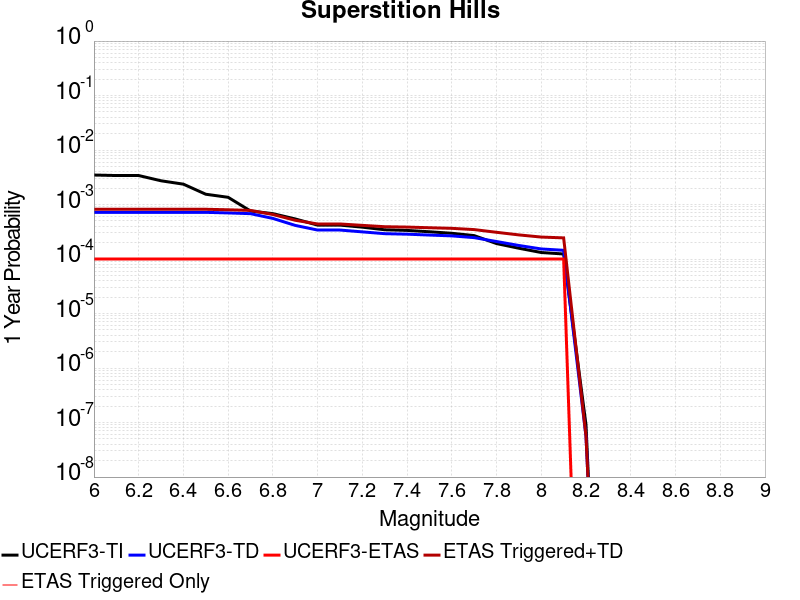 Superstition Hills
10^0
10^-1
10^-2
10^-3
10^-4
10^-5
10^-6
10^-7
10^-8
1 Year Probability
6 6.2 6.4 6.6 6.8 7 7.2 7.4 7.6 7.8 8 8.2 8.4 8.6 8.8 9
Magnitude
UCERF3-TI UCERF3-TD UCERF3-ETAS ETAS Triggered+TD
ETAS Triggered Only